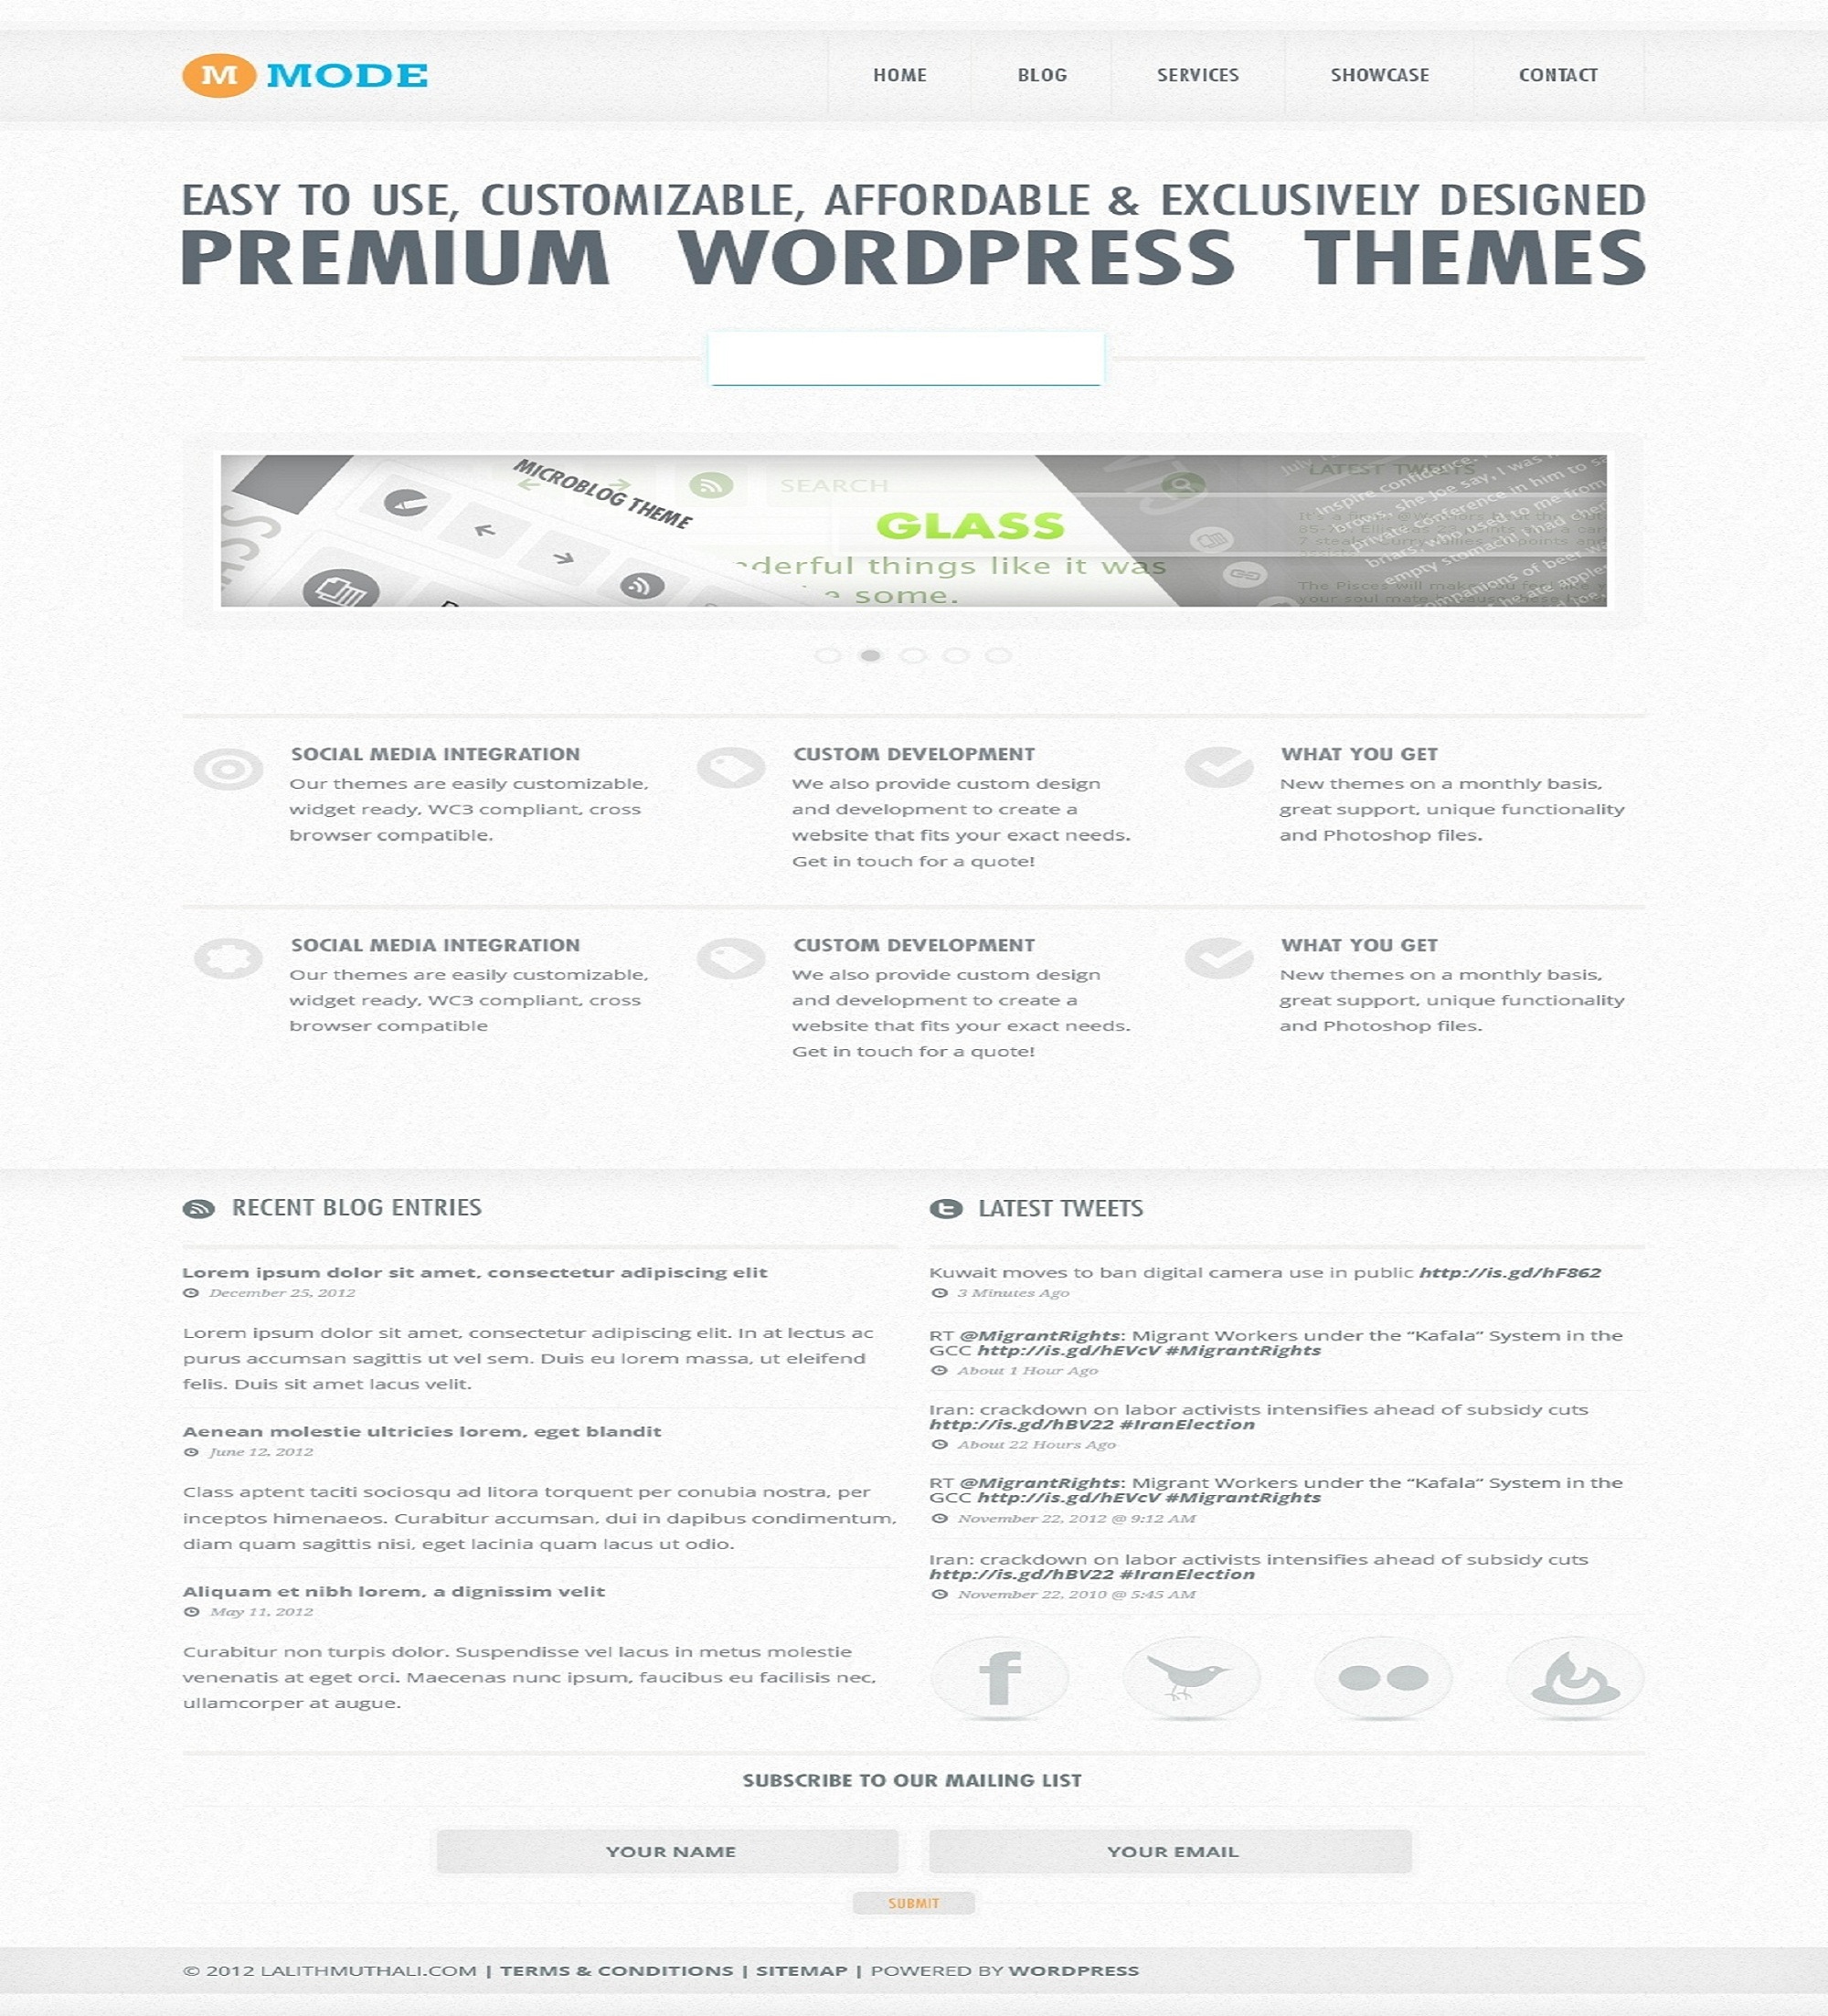 M MODE
HOME BLOG SERVICES SHOWCASE CONTACT
EASY TO USE, CUSTOMIZABLE, AFFORDABLE & EXCLUSIVELY DESIGNED
PREMIUM WORDPRESS THEMES
MICROBLOG THEME
SEARCH
GLASS
derful things like it was
some.
LATEST TWEETS
SOCIAL MEDIA INTEGRATION
Our themes are easily customizable,
widget ready, WC3 compliant, cross
browser compatible.
CUSTOM DEVELOPMENT
We also provide custom design
and development to create a
website that fits your exact needs.
Get in touch for a quote!
WHAT YOU GET
New themes on a monthly basis,
great support, unique functionality
and Photoshop files.
SOCIAL MEDIA INTEGRATION
Our themes are easily customizable,
widget ready, WC3 compliant, cross
browser compatible
CUSTOM DEVELOPMENT
We also provide custom design
and development to create a
website that fits your exact needs.
Get in touch for a quote!
WHAT YOU GET
New themes on a monthly basis,
great support, unique functionality
and Photoshop files.
RECENT BLOG ENTRIES
Lorem ipsum dolor sit amet, consectetur adipiscing elit
December 25, 2012
Lorem ipsum dolor sit amet, consectetur adipiscing elit. In at lectus ac
purus accumsan sagittis ut vel sem. Duis eu lorem massa, ut eleifend
felis. Duis sit amet lacus velit.
Aenean molestie ultricies lorem, eget blandit
June 12, 2012
Class aptent taciti sociosqu ad litora torquent per conubia nostra, per
inceptos himenaeos. Curabitur accumsan, dui in dapibus condimentum,
diam quam sagittis nisi, eget lacinia quam lacus ut odio.
Aliquam et nibh lorem, a dignissim velit
May 11, 2012
Curabitur non turpis dolor. Suspendisse vel lacus in metus molestie
venenatis at eget orci. Maecenas nunc ipsum, faucibus eu facilisis nec,
ullamcorper at augue.
LATEST TWEETS
Kuwait moves to ban digital camera use in public http://is.gd/hF862
3 Minutes Ago
RT @MigrantRights: Migrant Workers under the “Kafala” System in the
GCC http://is.gd/hEVcV #MigrantRights
About 1 Hour Ago
Iran: crackdown on labor activists intensifies ahead of subsidy cuts
http://is.gd/hBV22 #IranElection
About 22 Hours Ago
RT @MigrantRights: Migrant Workers under the “Kafala” System in the
GCC http://is.gd/hEVcV #MigrantRights
November 22, 2012 @ 9:12 AM
Iran: crackdown on labor activists intensifies ahead of subsidy cuts
http://is.gd/hBV22 #IranElection
November 22, 2010 @ 5:45 AM
SUBSCRIBE TO OUR MAILING LIST
YOUR NAME YOUR EMAIL
SUBMIT
© 2012 LALITHMUTHALI.COM | TERMS & CONDITIONS | SITEMAP | POWERED BY WORDPRESS